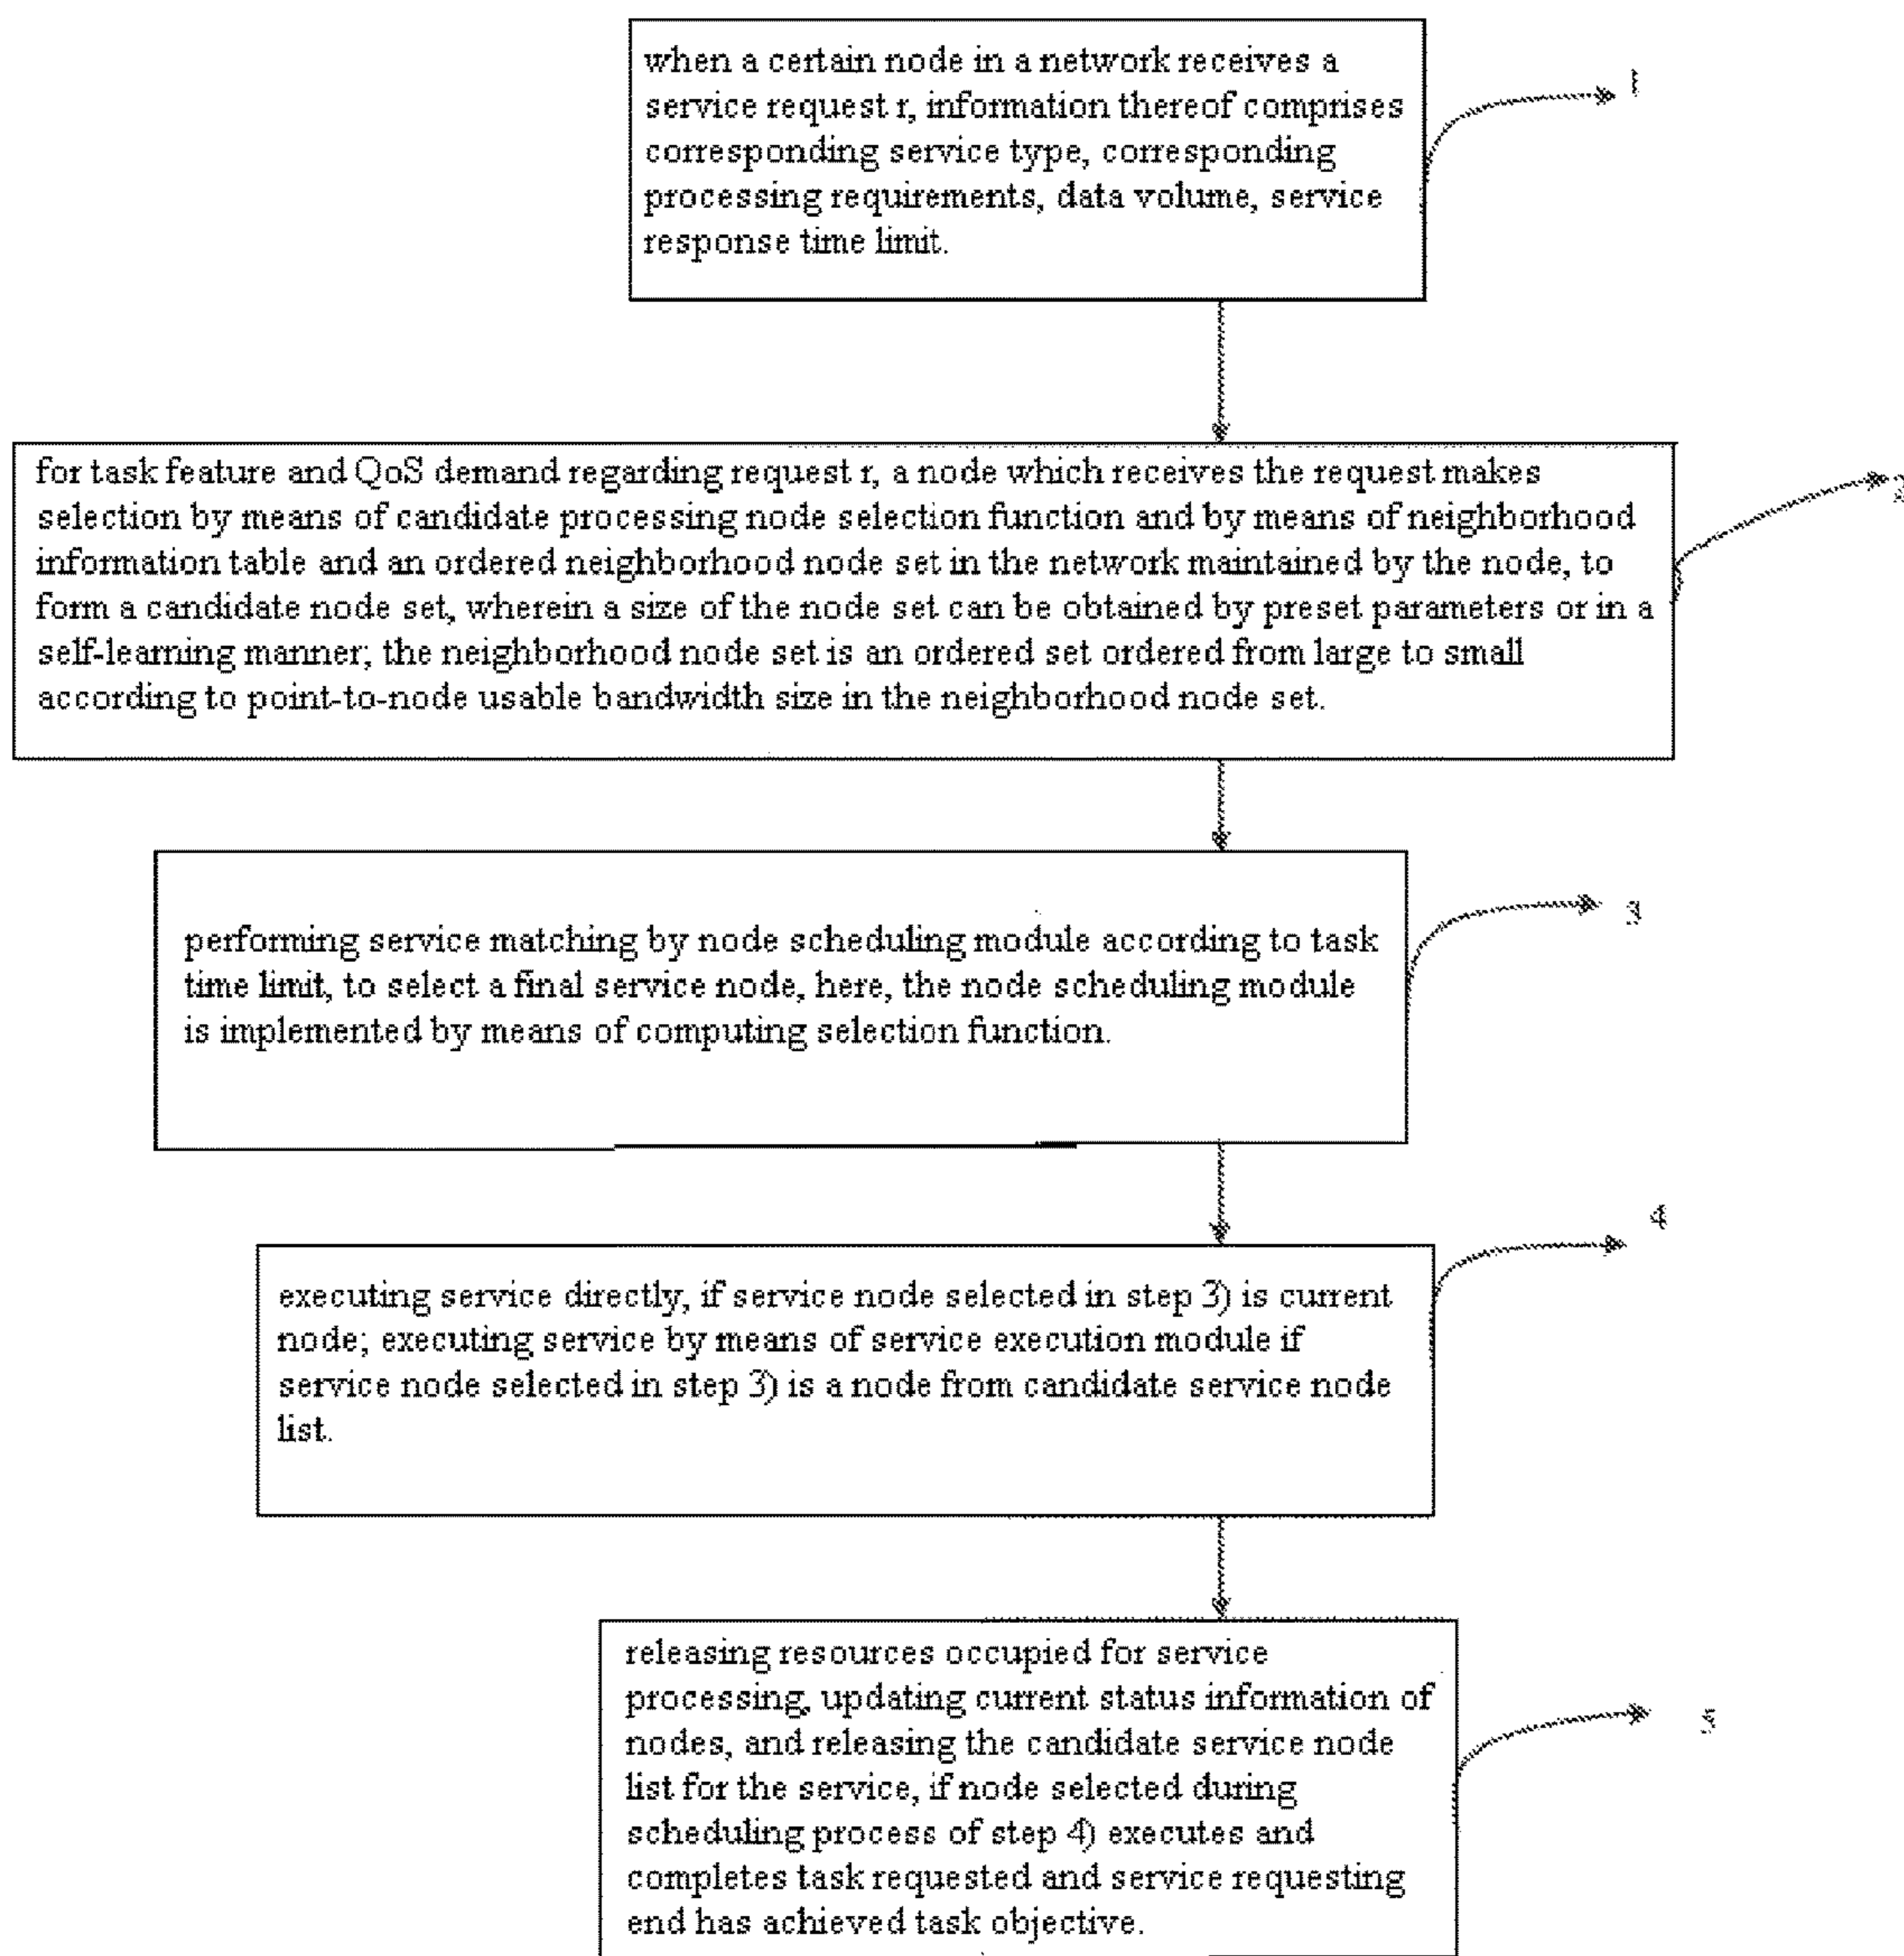 when a certain node in a network receives a
service request r, information thereof comprises
corresponding service type, corresponding
processing requirements, data volume, service
response time limit.
1
for task feature and QoS demand regarding request r, a node which receives the request makes
selection by means of candidate processing node selection function and by means of neighborhood
information table and an ordered neighborhood node set in the network maintained by the node, to
form a candidate node set, wherein a size of the node set can be obtained by preset parameters or in a
self-learning manner; the neighborhood node set is an ordered set ordered from large to small
according to point-to-node usable bandwidth size in the neighborhood node set.
2
performing service matching by node scheduling module according to task
time limit, to select a final service node, here, the node scheduling module
is implemented by means of computing selection function.
3
executing service directly, if service node selected in step 3) is current
node; executing service by means of service execution module if
service node selected in step 3) is a node from candidate service node
list.
4
releasing resources occupied for service
processing, updating current status information of
nodes, and releasing the candidate service node
list for the service, if node selected during
scheduling process of step 4) executes and
completes task requested and service requesting
end has achieved task objective.
5